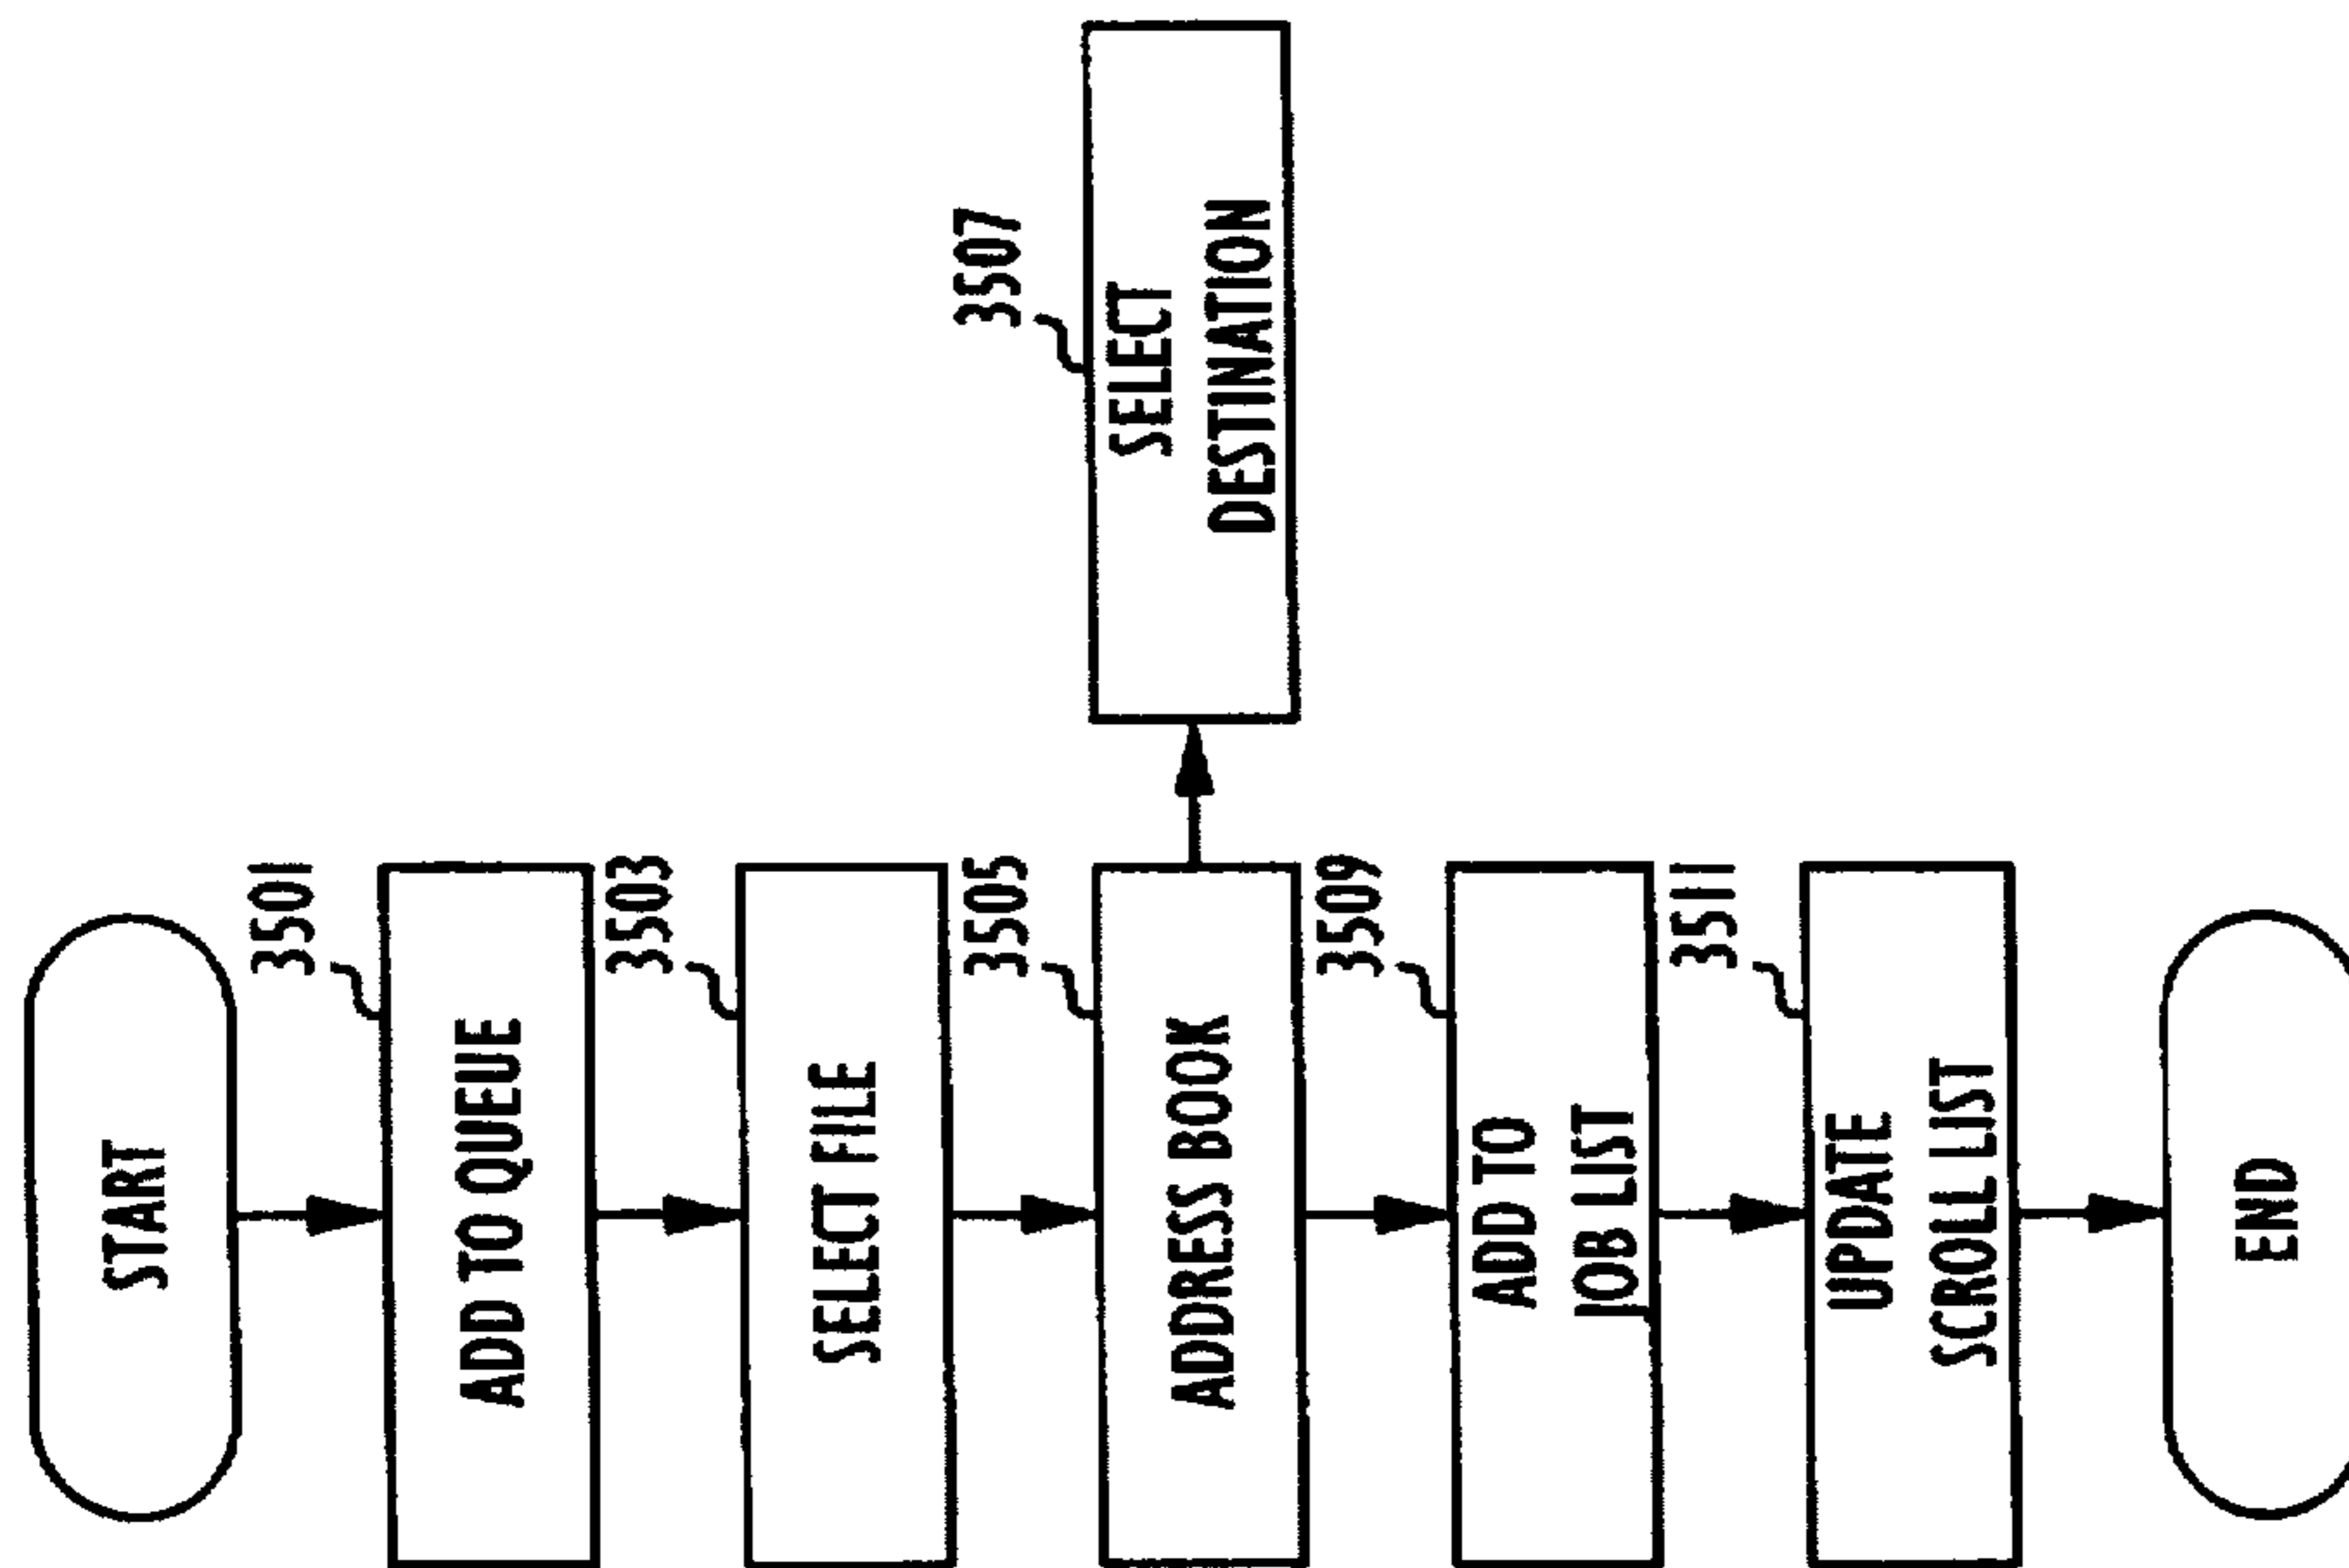 START
3501
ADD TO QUEUE
3503
SELECT FILE
3505
ADDRESS BOOK
3507
SELECT
DESTINATION
3509
ADD TO
JOB LIST
3511
UPDATE
SCROLL LIST
END